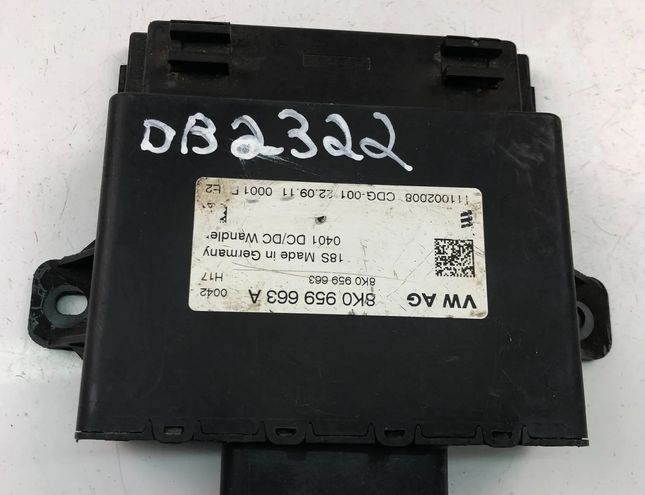 DB2322
VW AG
8K0 959 663 A
0042
8K0 959 663
H17
18S Made in Germany
0401 DC/DC Wandle
11002008 CDG-001 22.09.11 0001 F E2